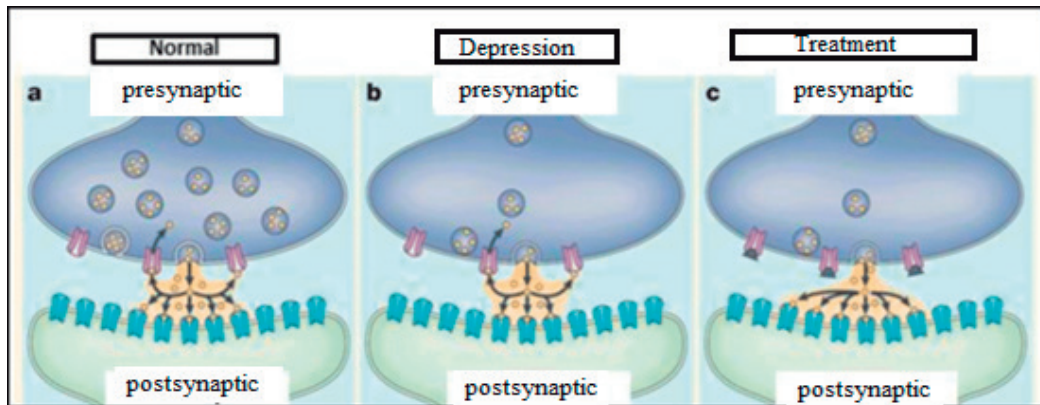 Normal
Depression
Treatment
a
presynaptic
b
presynaptic
c
presynaptic
postsynaptic
postsynaptic
postsynaptic